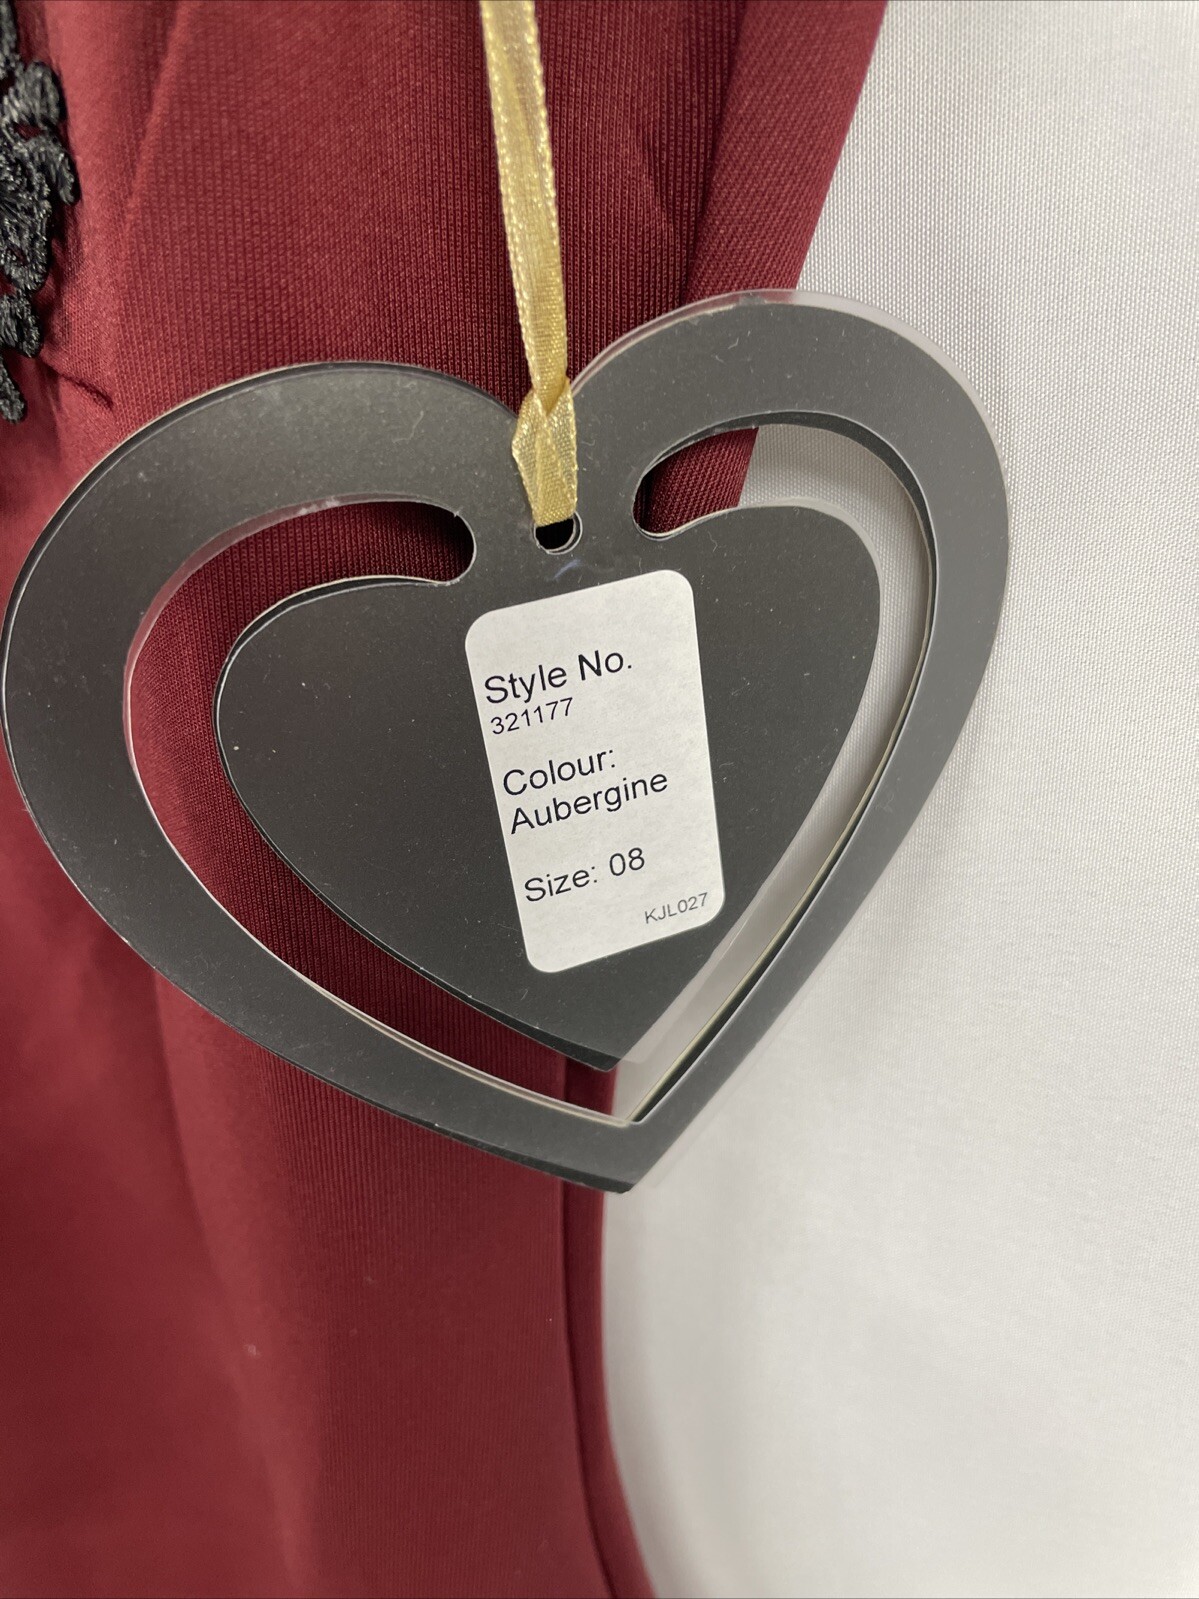 Style No.
321177
Colour:
Aubergine
Size: 08
KJL027